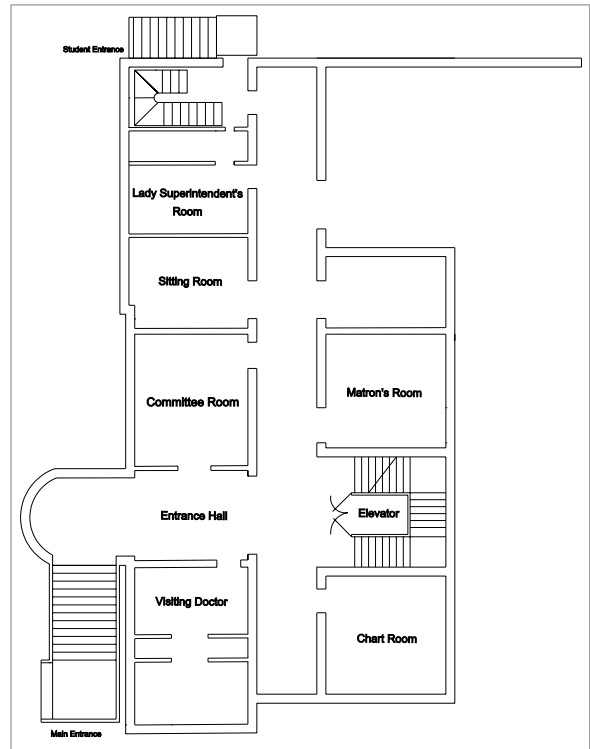 Student Entrance
Lady Superintendent's
Room
Sitting Room
Committee Room
Matron's Room
Entrance Hall
Elevator
Visiting Doctor
Chart Room
Main Entrance